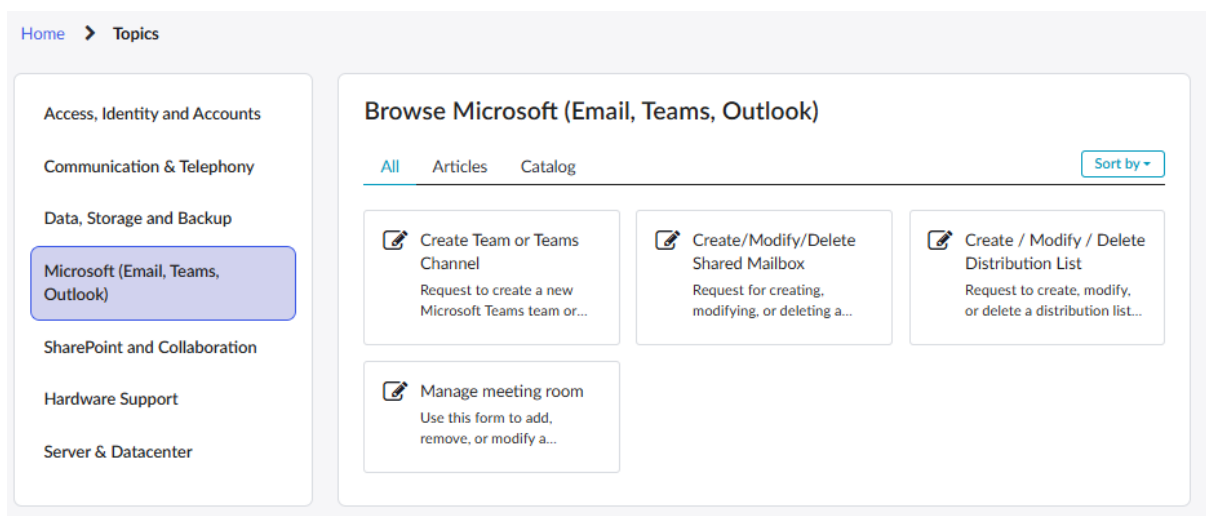 Home > Topics
Access, Identity and Accounts
Communication & Telephony
Data, Storage and Backup
Microsoft (Email, Teams,
Outlook)
SharePoint and Collaboration
Hardware Support
Server & Datacenter
Browse Microsoft (Email, Teams, Outlook)
All Articles Catalog Sort by
Create Team or Teams
Channel
Request to create a new
Microsoft Teams team or...
Create/Modify/Delete
Shared Mailbox
Request for creating,
modifying, or deleting a...
Create / Modify / Delete
Distribution List
Request to create, modify,
or delete a distribution list...
Manage meeting room
Use this form to add,
remove, or modify a...